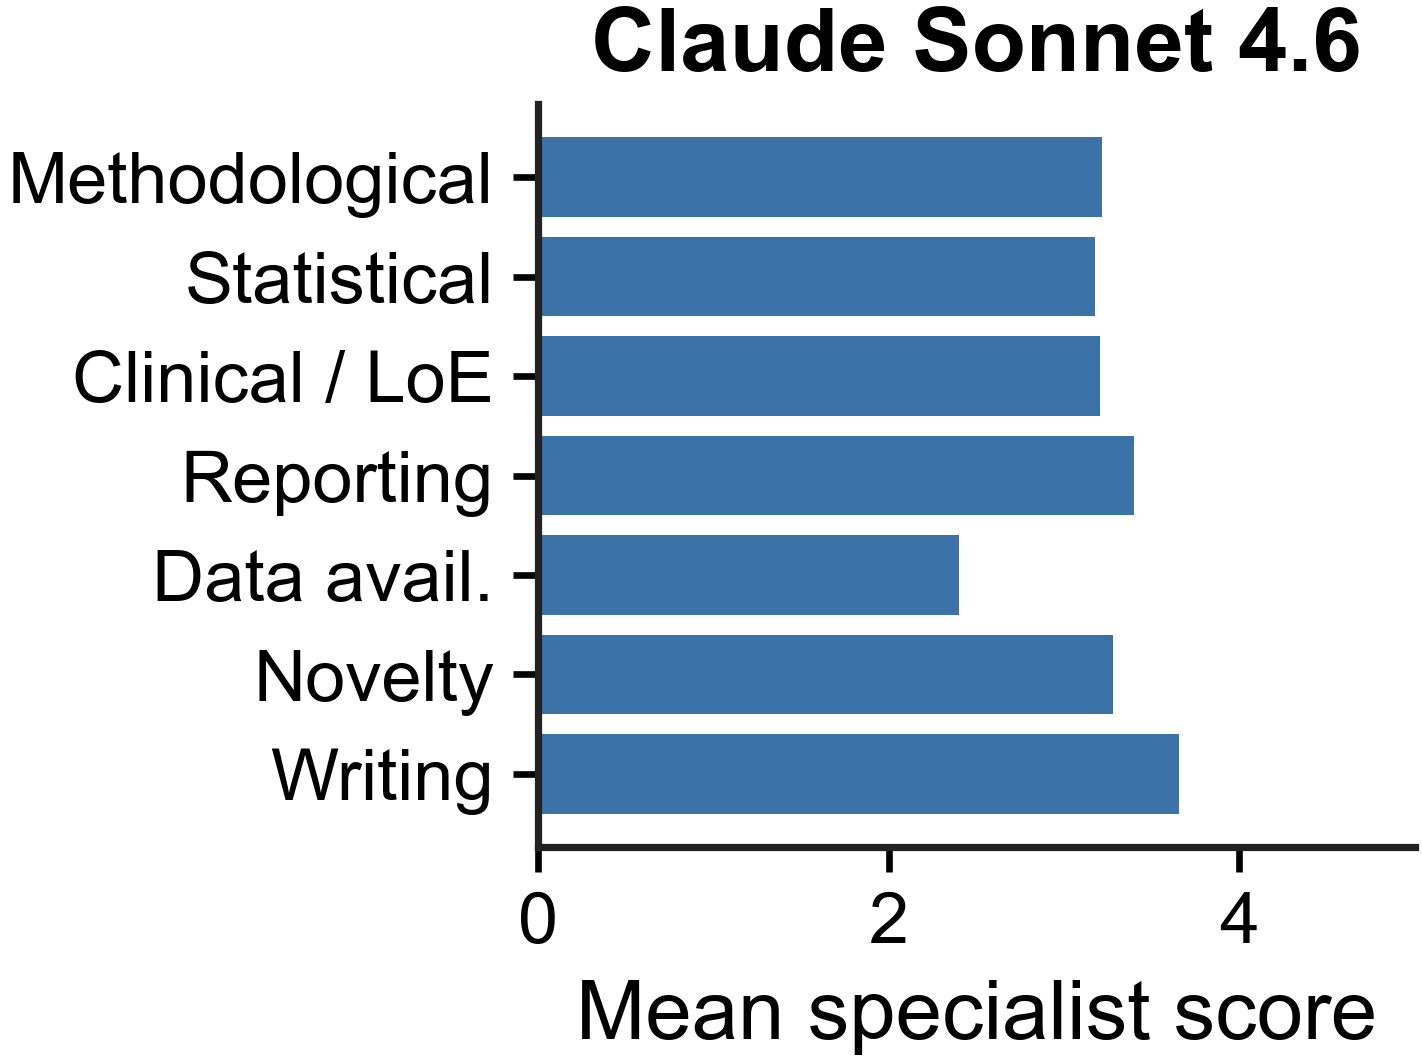 Claude Sonnet 4.6
Methodological
Statistical
Clinical / LoE
Reporting
Data avail.
Novelty
Writing
0 2 4
Mean specialist score